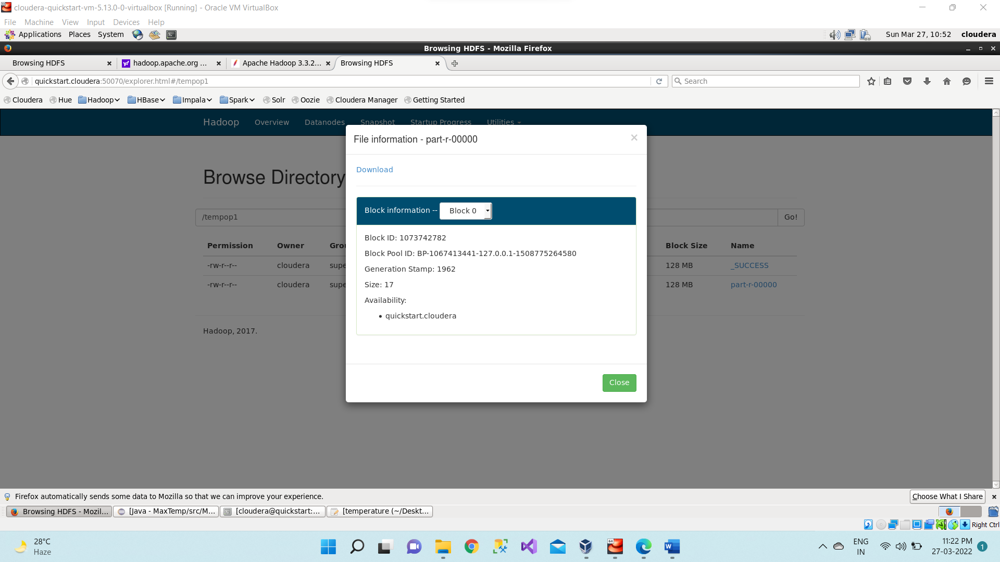 cloudera-quickstart-vm-5.13.0-0-virtualbox [Running] - Oracle VM VirtualBox
File Machine View Input Devices Help
Applications Places System Sun Mar 27, 10:52 cloudera
Browsing HDFS - Mozilla Firefox
Browsing HDFS hadoop.apache.org ... Apache Hadoop 3.3.2... Browsing HDFS
quickstart.cloudera:50070/explorer.html#/tempop1 Search
Cloudera Hue Hadoop HBase Impala Spark Solr Oozie Cloudera Manager Getting Started
Hadoop Overview Datanodes Snapshot Startup Progress Utilities
File information - part-r-00000 ×
Download
Browse Directory
Block information -- Block 0
/tempop1 Go!
Block ID: 1073742782
Permission Owner Grou Block Size Name
Block Pool ID: BP-1067413441-127.0.0.1-1508775264580
-rw-r--r-- cloudera supe 128 MB _SUCCESS
Generation Stamp: 1962
-rw-r--r-- cloudera supe 128 MB part-r-00000
Size: 17
Availability:
quickstart.cloudera
Hadoop, 2017.
Close
Firefox automatically sends some data to Mozilla so that we can improve your experience. Choose What I Share
Browsing HDFS - Mozil... [Java - MaxTemp/src/M... [cloudera@quickstart:... [temperature (~/Deskt...
Right Ctrl
28°C
Haze
ENG
IN
11:22 PM
27-03-2022
1